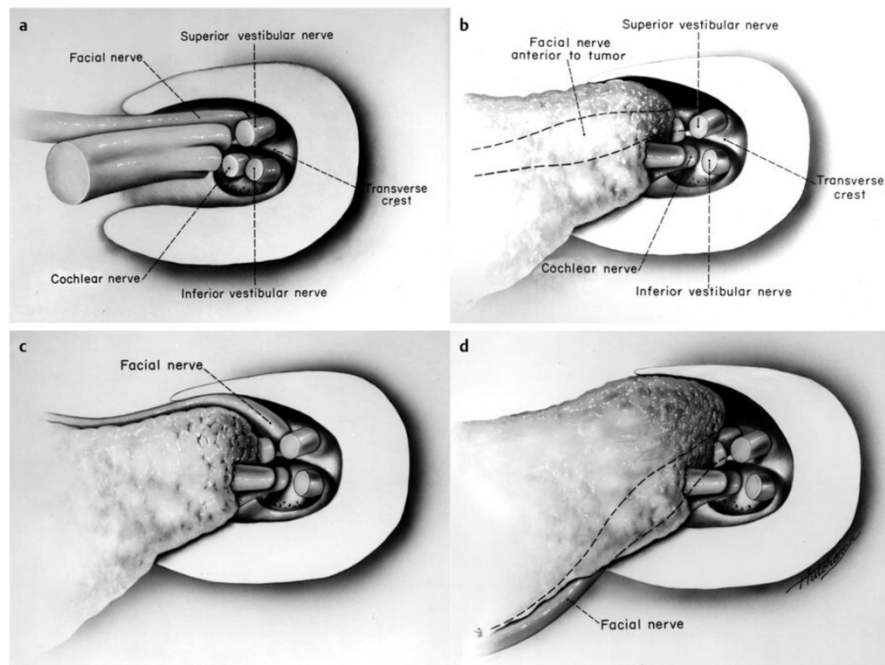 a
Superior vestibular nerve
Facial nerve
Transverse
crest
Cochlear nerve
Inferior vestibular nerve
b
Superior vestibular nerve
Facial nerve
anterior to tumor
Transverse
crest
Cochlear nerve
Inferior vestibular nerve
c
Facial nerve
d
Facial nerve